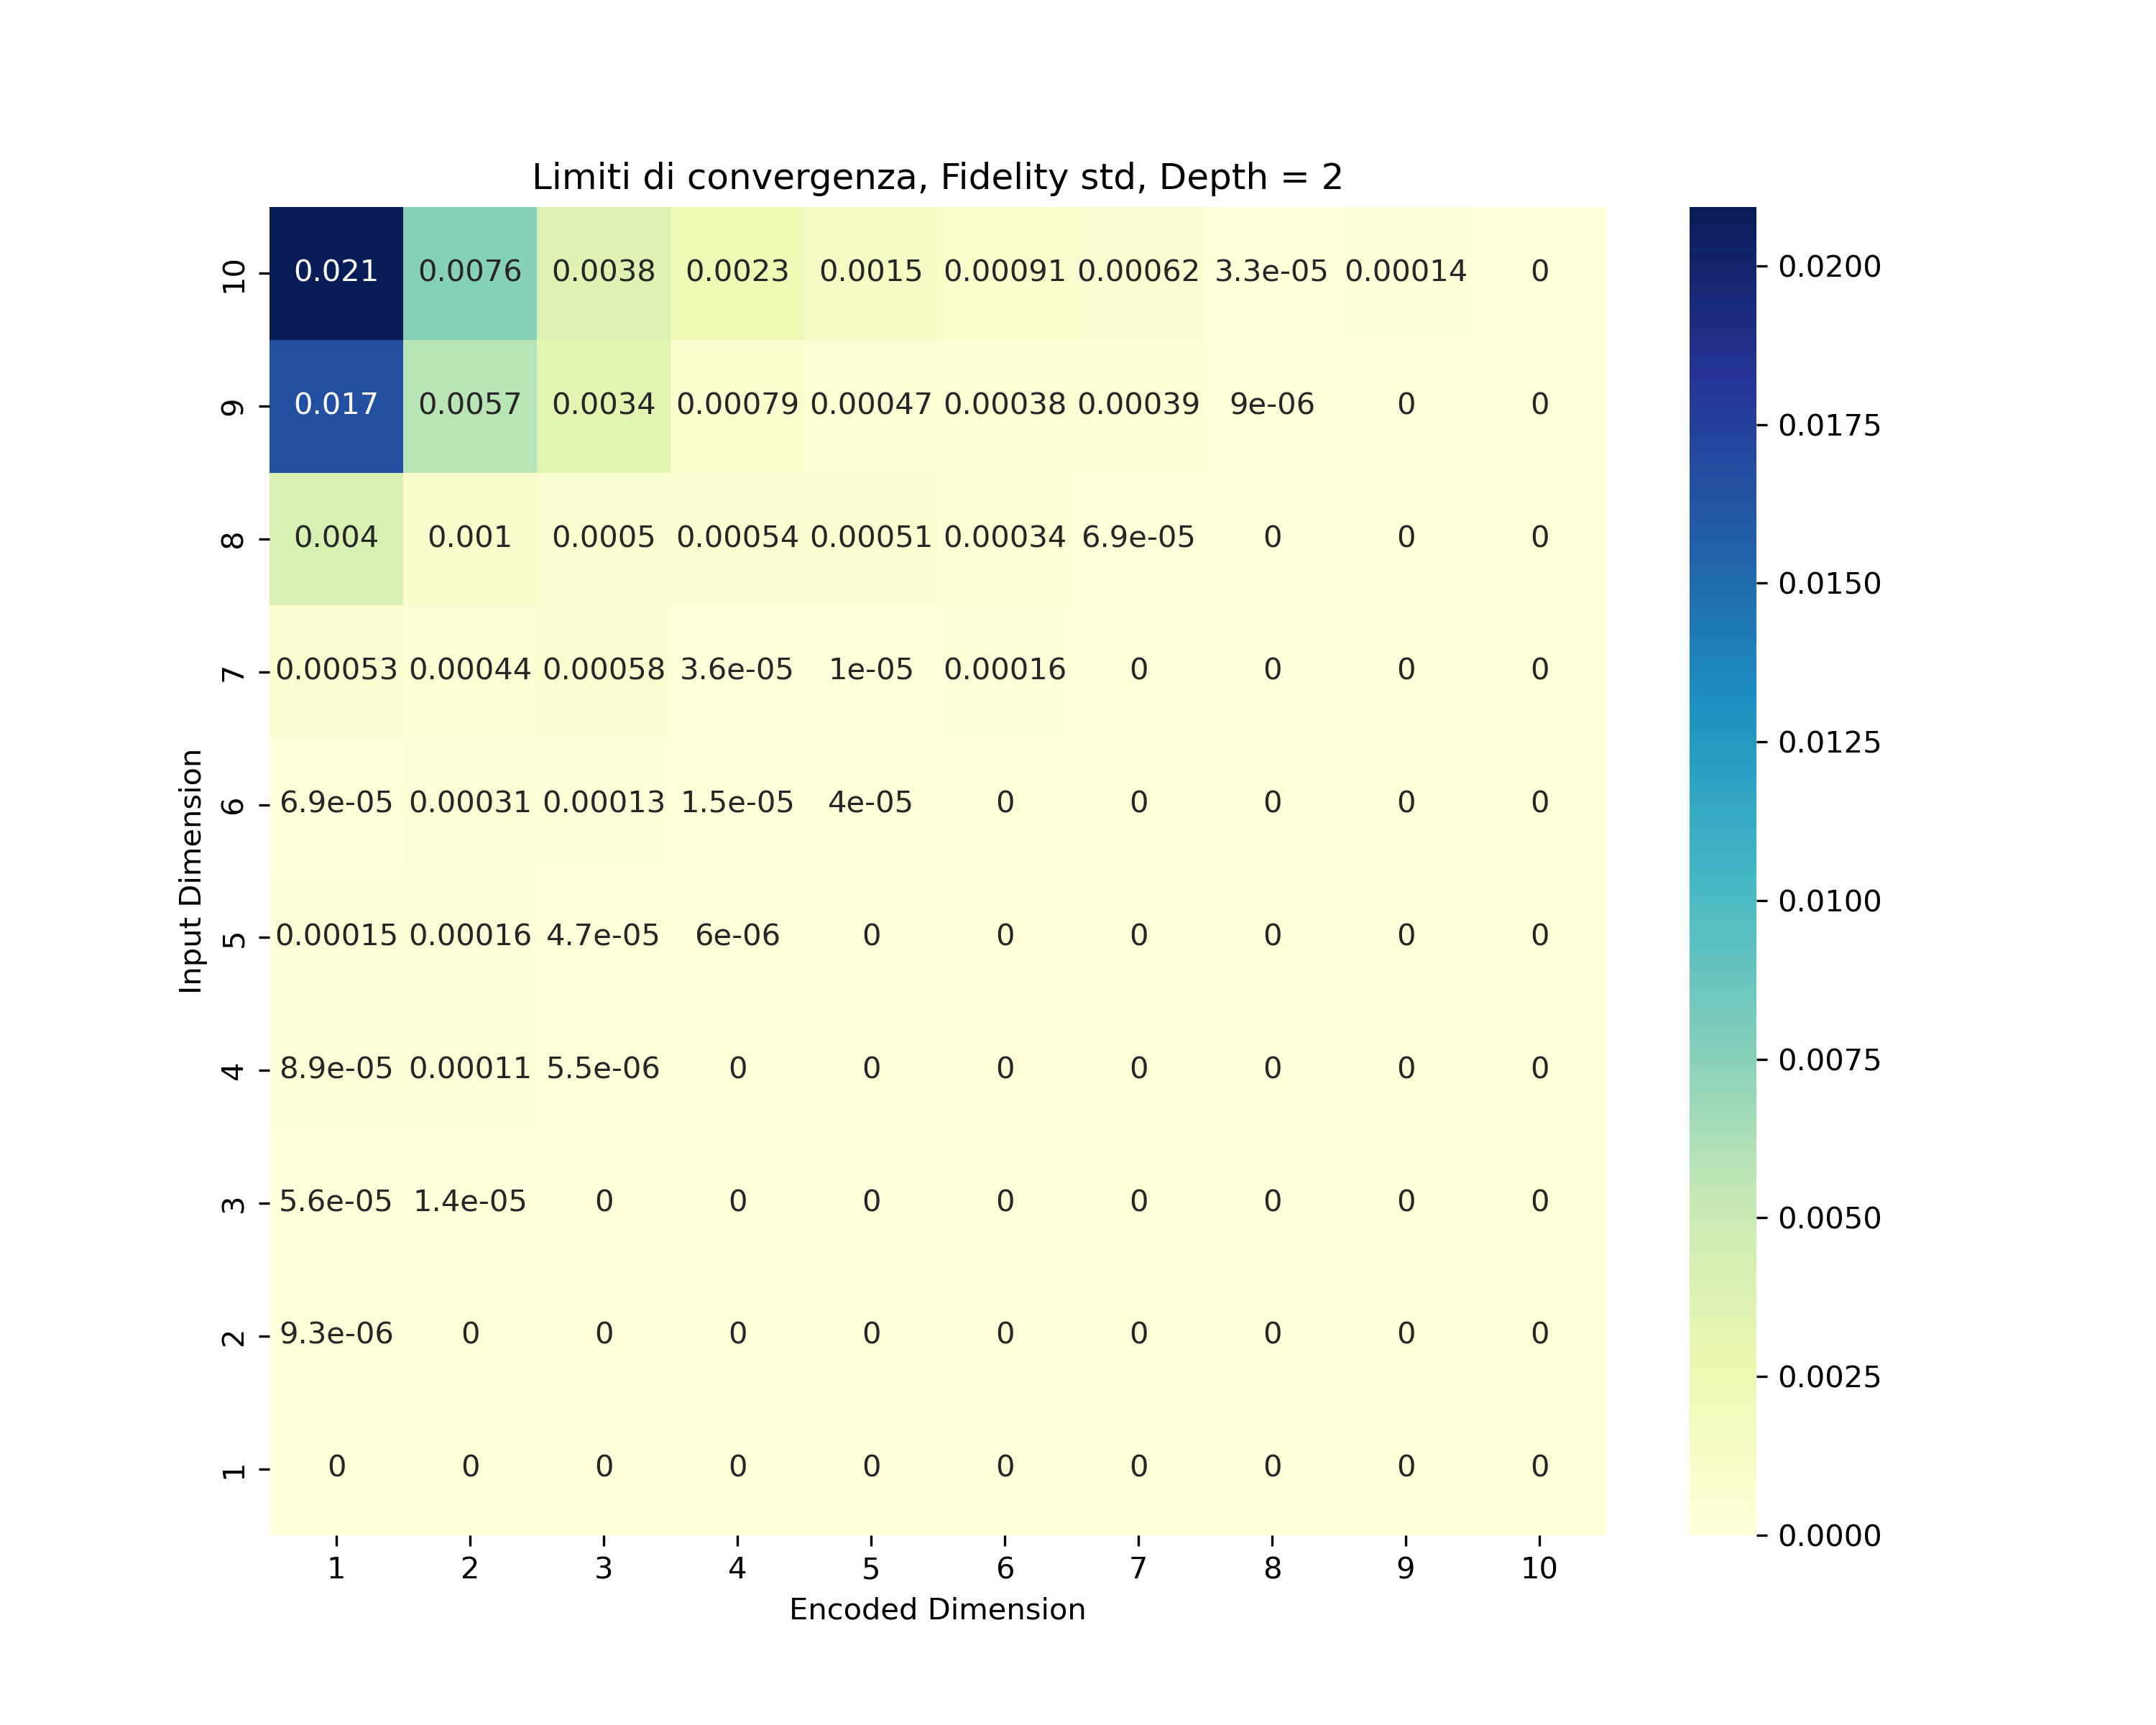 Limiti di convergenza, Fidelity std, Depth = 2
10 0.021 0.0076 0.0038 0.0023 0.0015 0.00091 0.00062 3.3e-05 0.00014 0
9 0.017 0.0057 0.0034 0.00079 0.00047 0.00038 0.00039 9e-06 0 0
8 0.004 0.001 0.0005 0.00054 0.00051 0.00034 6.9e-05 0 0 0
7 0.00053 0.00044 0.00058 3.6e-05 1e-05 0.00016 0 0 0 0
6 6.9e-05 0.00031 0.00013 1.5e-05 4e-05 0 0 0 0 0
5 0.00015 0.00016 4.7e-05 6e-06 0 0 0 0 0 0
4 8.9e-05 0.00011 5.5e-06 0 0 0 0 0 0 0
3 5.6e-05 1.4e-05 0 0 0 0 0 0 0 0
2 9.3e-06 0 0 0 0 0 0 0 0 0
1 0 0 0 0 0 0 0 0 0 0
Input Dimension
1 2 3 4 5 6 7 8 9 10
Encoded Dimension
0.0200
0.0175
0.0150
0.0125
0.0100
0.0075
0.0050
0.0025
0.0000